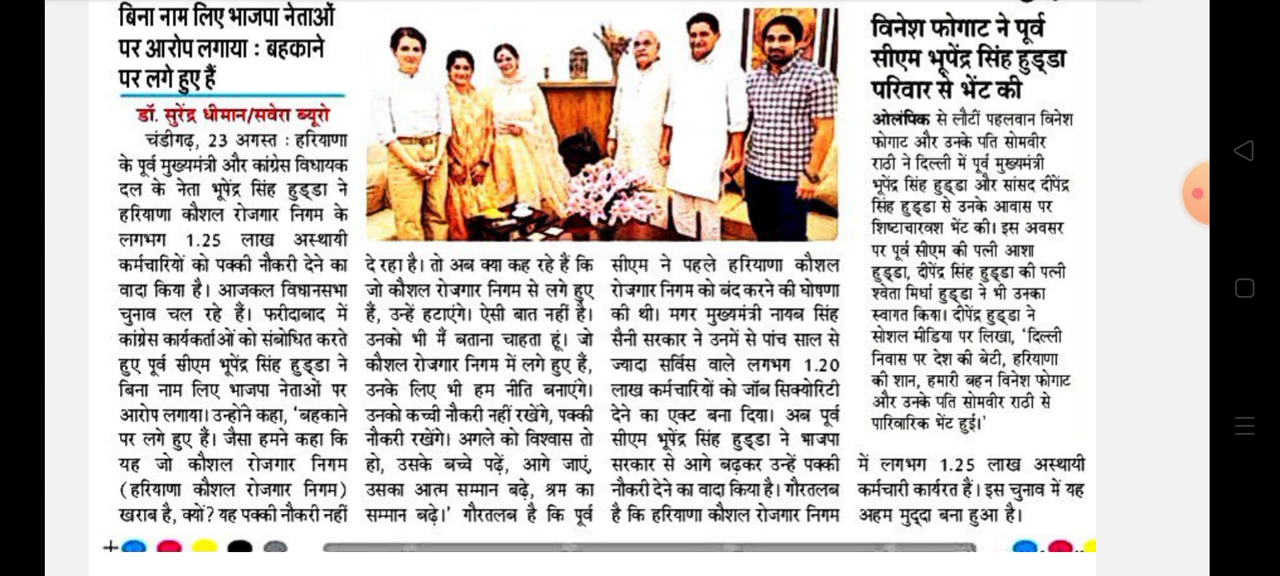 बिना नाम लिए भाजपा नेताओं
पर आरोप लगाया : बहकाने
पर लगे हुए हैं
डॉ. सुरेंद्र धीमान/सवेरा ब्यूरो
चंडीगढ़, 23 अगस्त : हरियाणा
के पूर्व मुख्यमंत्री और कांग्रेस विधायक
दल के नेता भूपेंद्र सिंह हुड्डा ने
हरियाणा कौशल रोजगार निगम के
लगभग 1.25 लाख अस्थायी
कर्मचारियों को पक्की नौकरी देने का
वादा किया है। आजकल विधानसभा
चुनाव चल रहे हैं। फरीदाबाद में
कांग्रेस कार्यकर्ताओं को संबोधित करते
हुए पूर्व सीएम भूपेंद्र सिंह हुड्डा ने
बिना नाम लिए भाजपा नेताओं पर
आरोप लगाया। उन्होंने कहा, 'बहकाने
पर लगे हुए हैं। जैसा हमने कहा कि
यह जो कौशल रोजगार निगम
(हरियाणा कौशल रोजगार निगम)
खराब है, क्यों? यह पक्की नौकरी नहीं
दे रहा है। तो अब क्या कह रहे हैं कि
जो कौशल रोजगार निगम से लगे हुए
हैं, उन्हें हटाएंगे। ऐसी बात नहीं है।
उनको भी मैं बताना चाहता हूं। जो
कौशल रोजगार निगम में लगे हुए हैं,
उनके लिए भी हम नीति बनाएंगे।
उनको कच्ची नौकरी नहीं रखेंगे, पक्की
नौकरी रखेंगे। अगले को विश्वास तो
हो, उसके बच्चे पढ़ें, आगे जाएं,
उसका आत्म सम्मान बढ़े, श्रम का
सम्मान बढ़े।' गौरतलब है कि पूर्व
सीएम ने पहले हरियाणा कौशल
रोजगार निगम को बंद करने की घोषणा
की थी। मगर मुख्यमंत्री नायब सिंह
सैनी सरकार ने उनमें से पांच साल से
ज्यादा सर्विस वाले लगभग 1.20
लाख कर्मचारियों को जॉब सिक्योरिटी
देने का एक्ट बना दिया। अब पूर्व
सीएम भूपेंद्र सिंह हुड्डा ने भाजपा
सरकार से आगे बढ़कर उन्हें पक्की
नौकरी देने का वादा किया है। गौरतलब
है कि हरियाणा कौशल रोजगार निगम
में लगभग 1.25 लाख अस्थायी
कर्मचारी कार्यरत हैं। इस चुनाव में यह
अहम मुद्दा बना हुआ है।
विनेश फोगाट ने पूर्व
सीएम भूपेंद्र सिंह हुड्डा
परिवार से भेंट की
ओलंपिक से लौटीं पहलवान विनेश
फोगाट और उनके पति सोमवीर
राठी ने दिल्ली में पूर्व मुख्यमंत्री
भूपेंद्र सिंह हुड्डा और सांसद दीपेंद्र
सिंह हुड्डा से उनके आवास पर
शिष्टाचारवश भेंट की। इस अवसर
पर पूर्व सीएम की पत्नी आशा
हुड्डा, दीपेंद्र सिंह हुड्डा की पत्नी
श्वेता मिर्धा हुड्डा ने भी उनका
स्वागत किया। दीपेंद्र हुड्डा ने
सोशल मीडिया पर लिखा, 'दिल्ली
निवास पर देश की बेटी, हरियाणा
की शान, हमारी बहन विनेश फोगाट
और उनके पति सोमवीर राठी से
पारिवारिक भेंट हुई।'